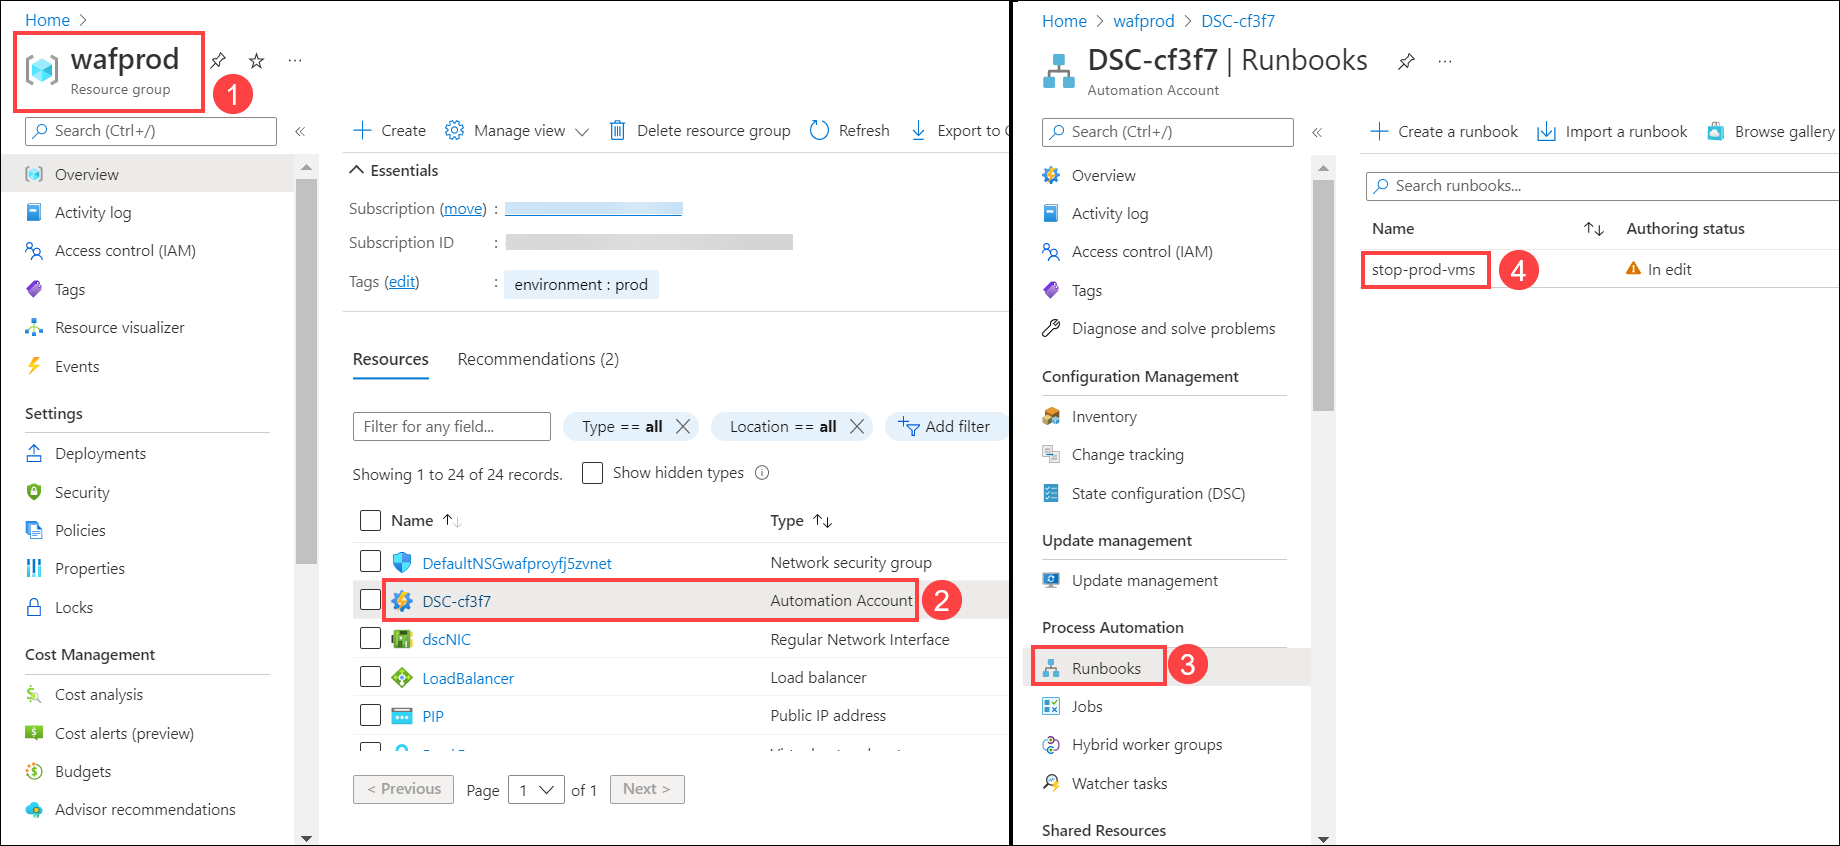 Home >
wafprod
Resource group
1
Search (Ctrl+/)
«
Overview
Activity log
Access control (IAM)
Tags
Resource visualizer
Events
Settings
Deployments
Security
Policies
Properties
Locks
Cost Management
Cost analysis
Cost alerts (preview)
Budgets
Advisor recommendations
Create Manage view Delete resource group Refresh Export to
Essentials
Subscription (move) :
Subscription ID :
Tags (edit) : environment : prod
Resources Recommendations (2)
Filter for any field... Type == all Location == all Add filter
Showing 1 to 24 of 24 records. Show hidden types
Name ↑↓ Type ↑↓
DefaultNSGwafproyfj5zvnet Network security group
DSC-cf3f7 Automation Account 2
dscNIC Regular Network Interface
LoadBalancer Load balancer
PIP Public IP address
< Previous Page 1 of 1 Next >
Home > wafprod > DSC-cf3f7
DSC-cf3f7 | Runbooks
Automation Account
Search (Ctrl+/)
«
Overview
Activity log
Access control (IAM)
Tags
Diagnose and solve problems
Configuration Management
Inventory
Change tracking
State configuration (DSC)
Update management
Update management
Process Automation
Runbooks 3
Jobs
Hybrid worker groups
Watcher tasks
Shared Resources
Create a runbook Import a runbook Browse gallery
Search runbooks...
Name ↑↓ Authoring status
stop-prod-vms 4 In edit